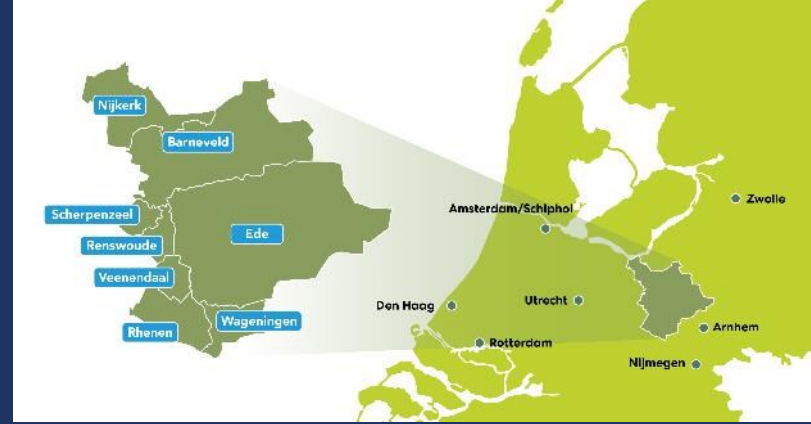 Nijkerk
Barneveld
Scherpenzeel
Ede
Renswoude
Veenendaal
Rhenen
Wageningen
Zwolle
Amsterdam/Schiphol
Den Haag
Utrecht
Rotterdam
Arnhem
Nijmegen